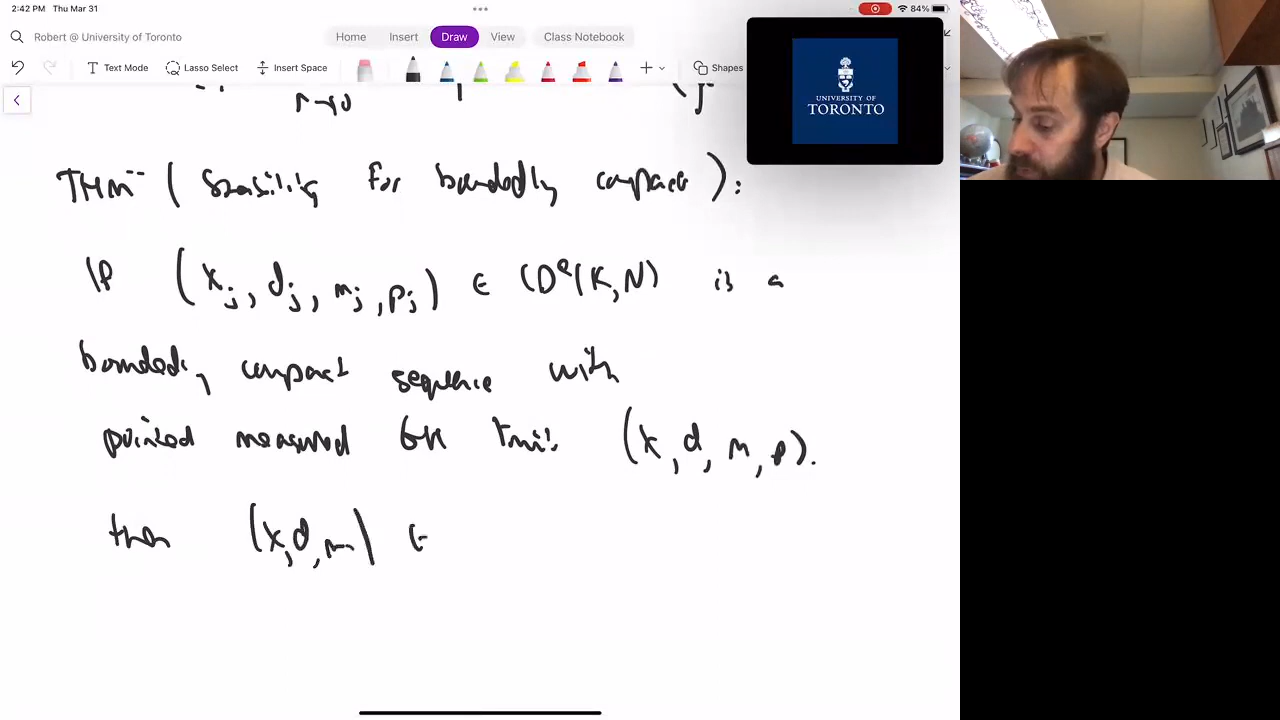 2:42 PM Thu Mar 31
84%
Robert @ University of Toronto
Home Insert Draw View Class Notebook
Text Mode Lasso Select Insert Space Shapes
UNIVERSITY OF
TORONTO
r→0
THM (Stability for boundedly compact):
If (X_j, d_j, m_j, p_j) ∈ CD^e(K,N) is a
boundedly compact sequence with
pointed measured GH limit (X, d, m, p).
then (X, d, m) ∈